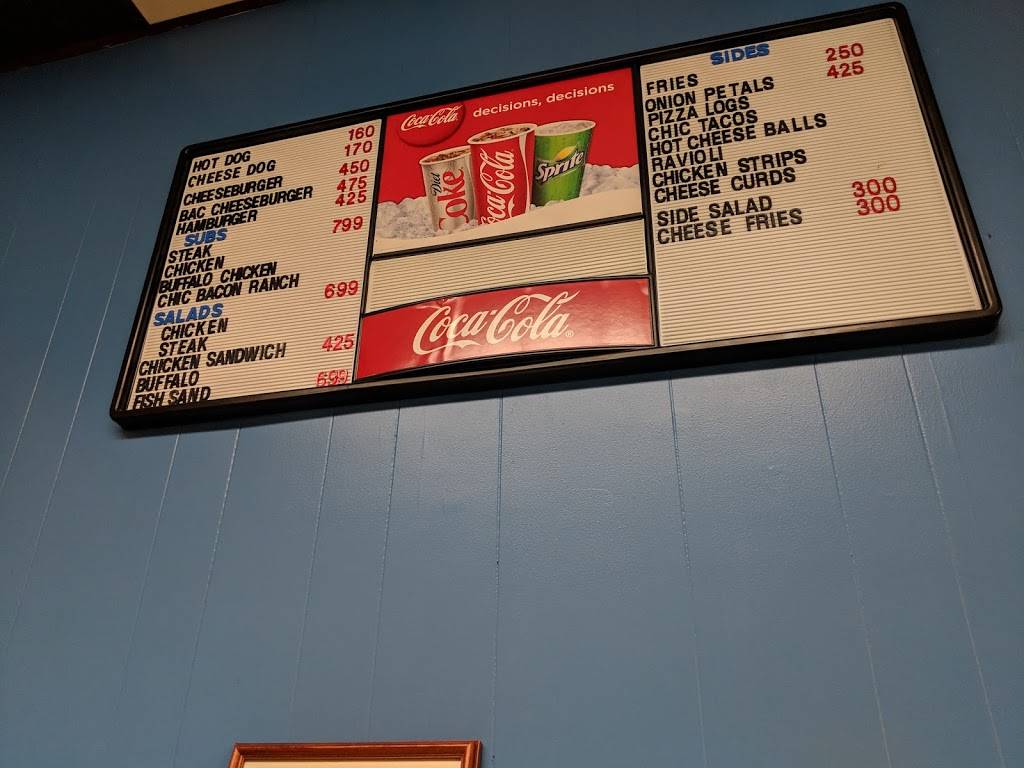 HOT DOG 160
CHEESE DOG 170
CHEESEBURGER 450
BAC CHEESEBURGER 475
HAMBURGER 425
SUBS 799
STEAK
CHICKEN
BUFFALO CHICKEN
CHIC BACON RANCH
SALADS 699
CHICKEN
STEAK
CHICKEN SANDWICH 425
BUFFALO
FISH SAND 699
Coca-Cola decisions, decisions
Diet Coke
Coca-Cola
Sprite
Coca-Cola
SIDES
FRIES 250
ONION PETALS 425
PIZZA LOGS
CHIC TACOS
HOT CHEESE BALLS
RAVIOLI
CHICKEN STRIPS
CHEESE CURDS
SIDE SALAD 300
CHEESE FRIES 300